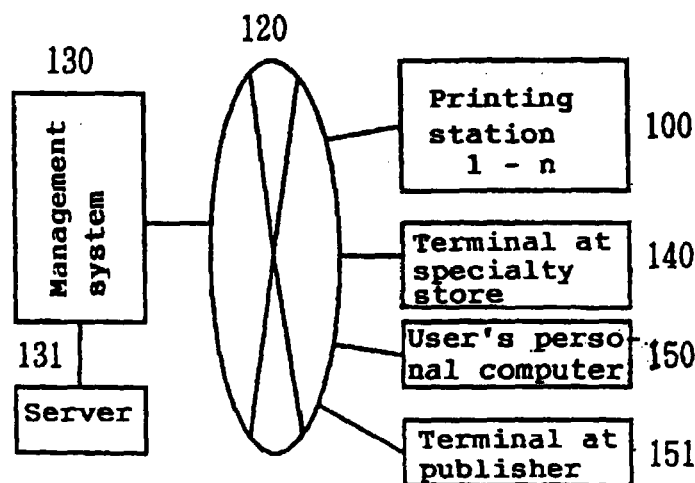 120
130
Management
system
131
Server
Printing
station
1 - n
100
Terminal at
specialty
store
140
User's perso-
nal computer
150
Terminal at
publisher
151